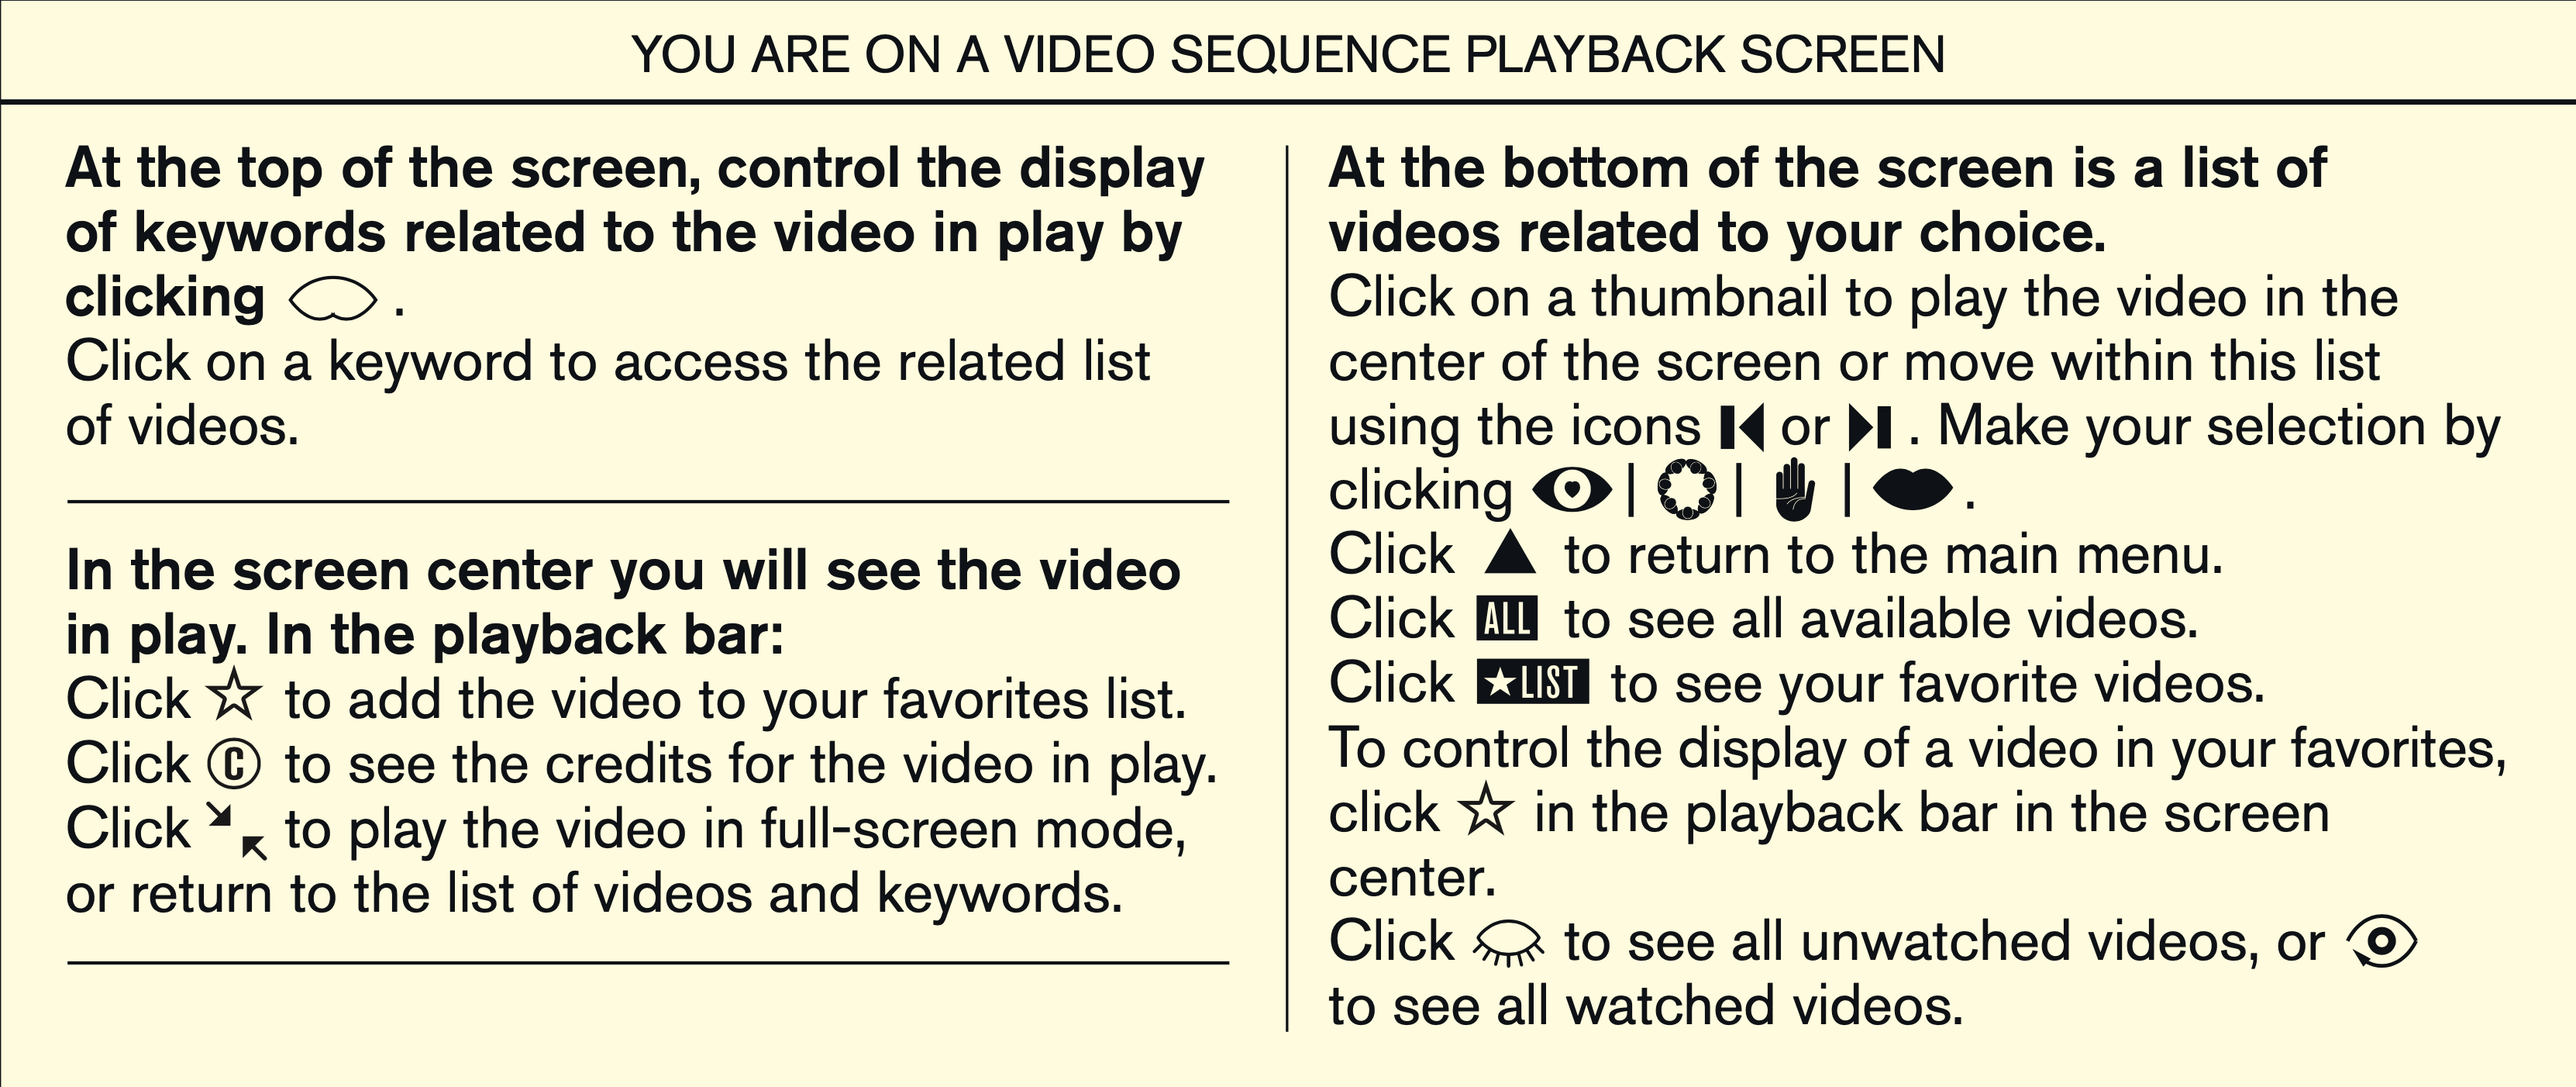 YOU ARE ON A VIDEO SEQUENCE PLAYBACK SCREEN
At the top of the screen, control the display
of keywords related to the video in play by
clicking .
Click on a keyword to access the related list
of videos.
In the screen center you will see the video
in play. In the playback bar:
Click ☆ to add the video to your favorites list.
Click Ⓒ to see the credits for the video in play.
Click to play the video in full-screen mode,
or return to the list of videos and keywords.
At the bottom of the screen is a list of
videos related to your choice.
Click on a thumbnail to play the video in the
center of the screen or move within this list
using the icons or . Make your selection by
clicking | | | .
Click ▲ to return to the main menu.
Click ALL to see all available videos.
Click ★LIST to see your favorite videos.
To control the display of a video in your favorites,
click ☆ in the playback bar in the screen
center.
Click to see all unwatched videos, or
to see all watched videos.